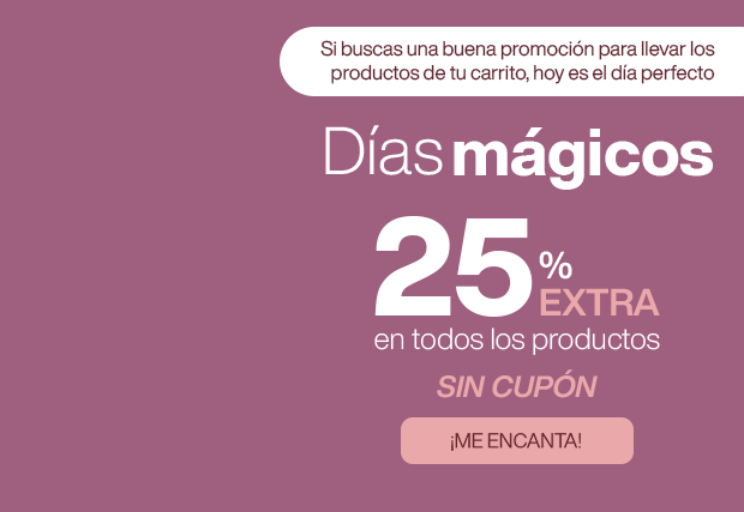 Si buscas una buena promoción para llevar los
productos de tu carrito, hoy es el día perfecto
Días mágicos
25%
EXTRA
en todos los productos
SIN CUPÓN
¡ME ENCANTA!